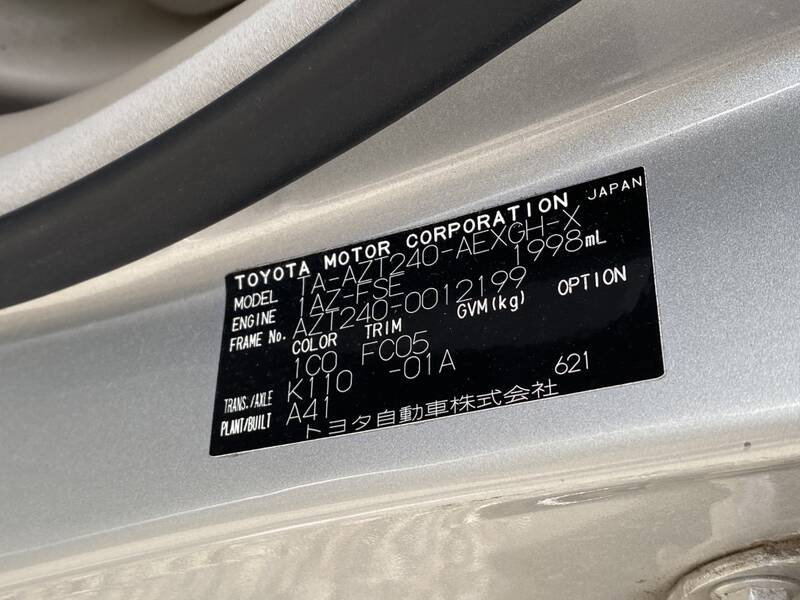 TOYOTA MOTOR CORPORATION JAPAN
MODEL TA-AZT240-AEXGH-X
ENGINE 1AZ-FSE 1998mL
FRAME No. AZT240-0012199
COLOR TRIM GVM(kg) OPTION
1C0 FC05
TRANS./AXLE K110 -01A
PLANT/BUILT A41 621
トヨタ自動車株式会社